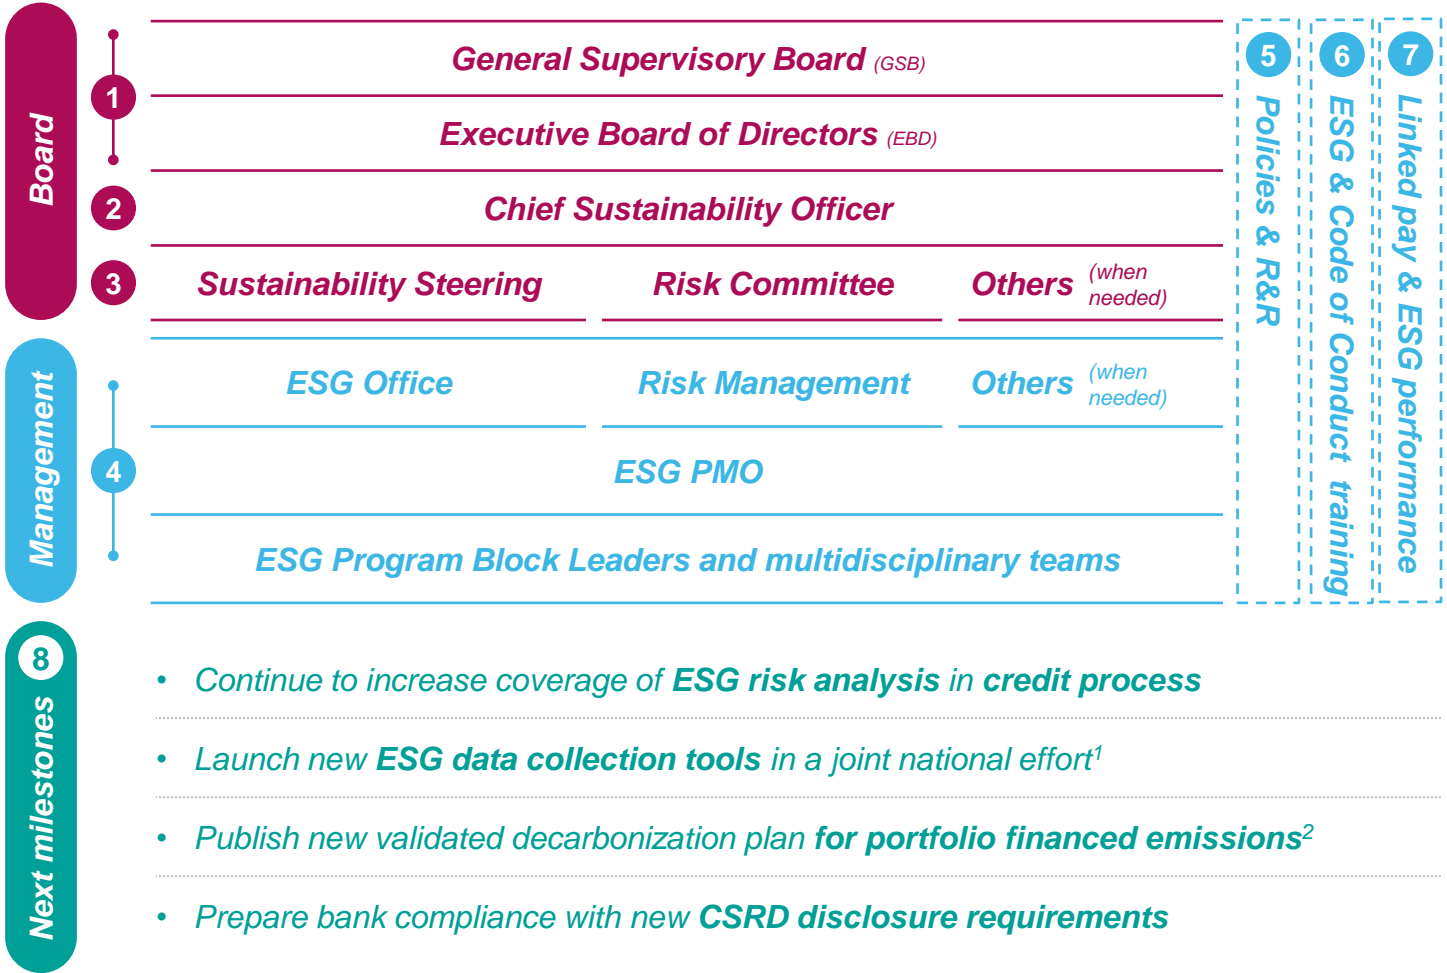 Board
1
General Supervisory Board (GSB)
Executive Board of Directors (EBD)
2
Chief Sustainability Officer
3
Sustainability Steering
Risk Committee
Others (when
needed)
Management
4
ESG Office
Risk Management
Others (when
needed)
ESG PMO
ESG Program Block Leaders and multidisciplinary teams
5
Policies & R&R
6
ESG & Code of Conduct training
7
Linked pay & ESG performance
8
Next milestones
• Continue to increase coverage of ESG risk analysis in credit process
• Launch new ESG data collection tools in a joint national effort¹
• Publish new validated decarbonization plan for portfolio financed emissions²
• Prepare bank compliance with new CSRD disclosure requirements